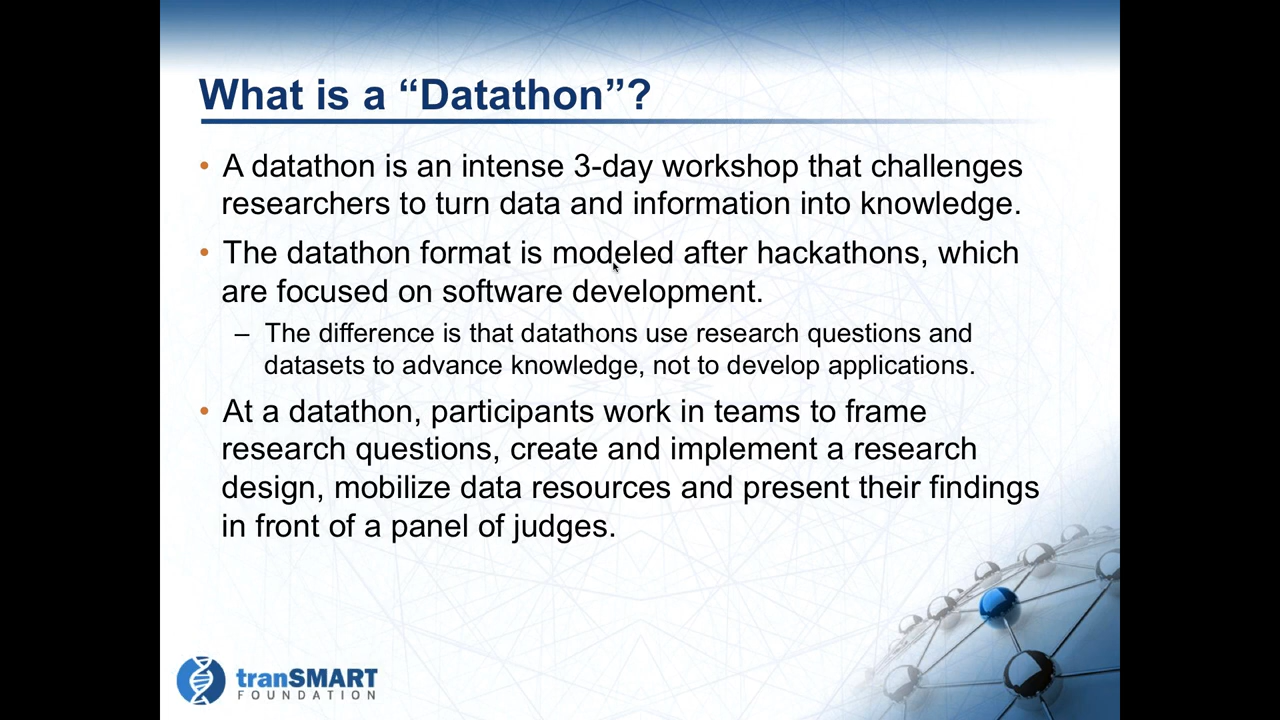 What is a “Datathon”?
• A datathon is an intense 3-day workshop that challenges
researchers to turn data and information into knowledge.
• The datathon format is modeled after hackathons, which
are focused on software development.
– The difference is that datathons use research questions and
datasets to advance knowledge, not to develop applications.
• At a datathon, participants work in teams to frame
research questions, create and implement a research
design, mobilize data resources and present their findings
in front of a panel of judges.
tranSMART
FOUNDATION